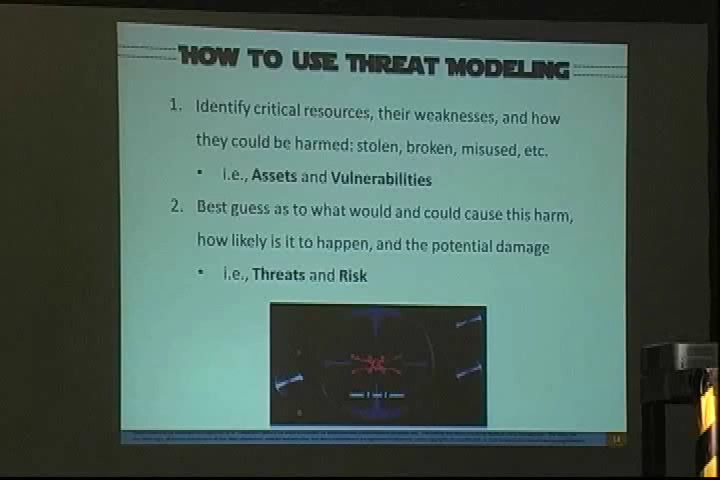 HOW TO USE THREAT MODELING
1. Identify critical resources, their weaknesses, and how
they could be harmed: stolen, broken, misused, etc.
• i.e., Assets and Vulnerabilities
2. Best guess as to what would and could cause this harm,
how likely is it to happen, and the potential damage
• i.e., Threats and Risk
14